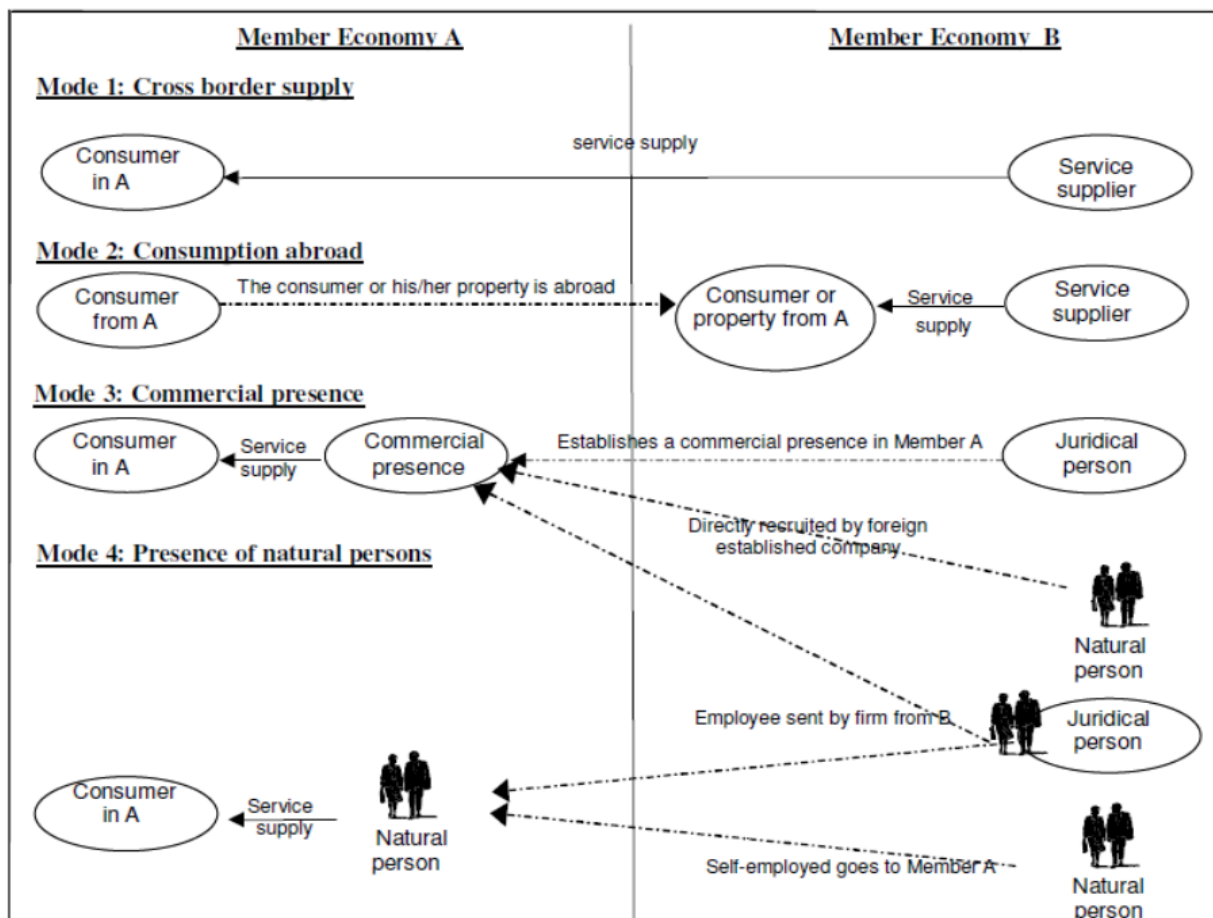 Member Economy A
Member Economy B
Mode 1: Cross border supply
service supply
Consumer
in A
Service
supplier
Mode 2: Consumption abroad
The consumer or his/her property is abroad
Consumer
from A
Consumer or
property from A
Service
supply
Service
supplier
Mode 3: Commercial presence
Consumer
in A
Service
supply
Commercial
presence
Establishes a commercial presence in Member A
Juridical
person
Directly recruited by foreign
established company
Mode 4: Presence of natural persons
Natural
person
Employee sent by firm from B
Juridical
person
Consumer
in A
Service
supply
Natural
person
Self-employed goes to Member A
Natural
person